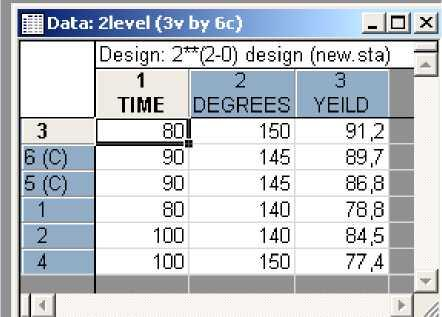 Data: 2level (3v by 6c)
Design: 2**(2-0) design (new.sta)
1 2 3
TIME DEGREES YEILD
3 80 150 91,2
6 (C) 90 145 89,7
5 (C) 90 145 86,8
1 80 140 78,8
2 100 140 84,5
4 100 150 77,4